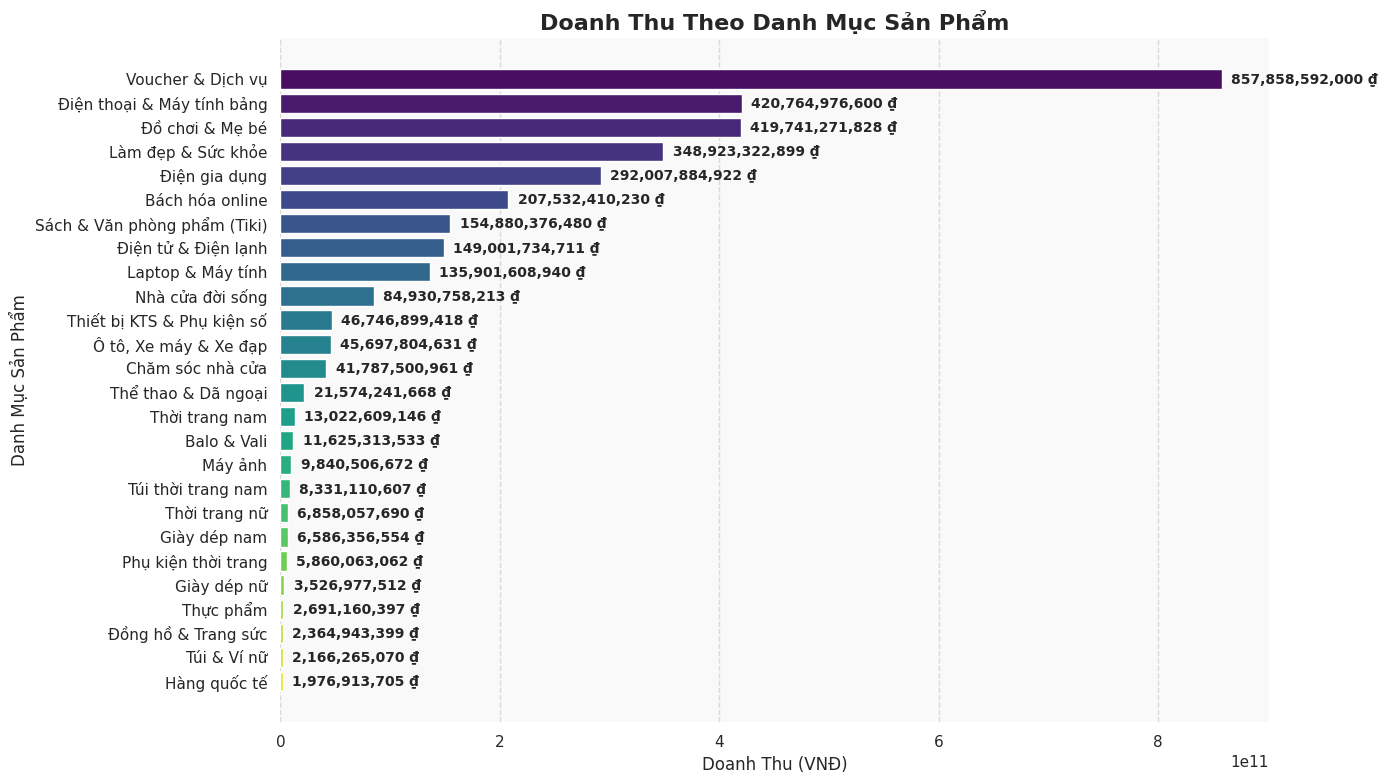 Doanh Thu Theo Danh Mục Sản Phẩm
Danh Mục Sản Phẩm
Voucher & Dịch vụ 857,858,592,000 ₫
Điện thoại & Máy tính bảng 420,764,976,600 ₫
Đồ chơi & Mẹ bé 419,741,271,828 ₫
Làm đẹp & Sức khỏe 348,923,322,899 ₫
Điện gia dụng 292,007,884,922 ₫
Bách hóa online 207,532,410,230 ₫
Sách & Văn phòng phẩm (Tiki) 154,880,376,480 ₫
Điện tử & Điện lạnh 149,001,734,711 ₫
Laptop & Máy tính 135,901,608,940 ₫
Nhà cửa đời sống 84,930,758,213 ₫
Thiết bị KTS & Phụ kiện số 46,746,899,418 ₫
Ô tô, Xe máy & Xe đạp 45,697,804,631 ₫
Chăm sóc nhà cửa 41,787,500,961 ₫
Thể thao & Dã ngoại 21,574,241,668 ₫
Thời trang nam 13,022,609,146 ₫
Balo & Vali 11,625,313,533 ₫
Máy ảnh 9,840,506,672 ₫
Túi thời trang nam 8,331,110,607 ₫
Thời trang nữ 6,858,057,690 ₫
Giày dép nam 6,586,356,554 ₫
Phụ kiện thời trang 5,860,063,062 ₫
Giày dép nữ 3,526,977,512 ₫
Thực phẩm 2,691,160,397 ₫
Đồng hồ & Trang sức 2,364,943,399 ₫
Túi & Ví nữ 2,166,265,070 ₫
Hàng quốc tế 1,976,913,705 ₫
0 2 4 6 8
1e11
Doanh Thu (VNĐ)